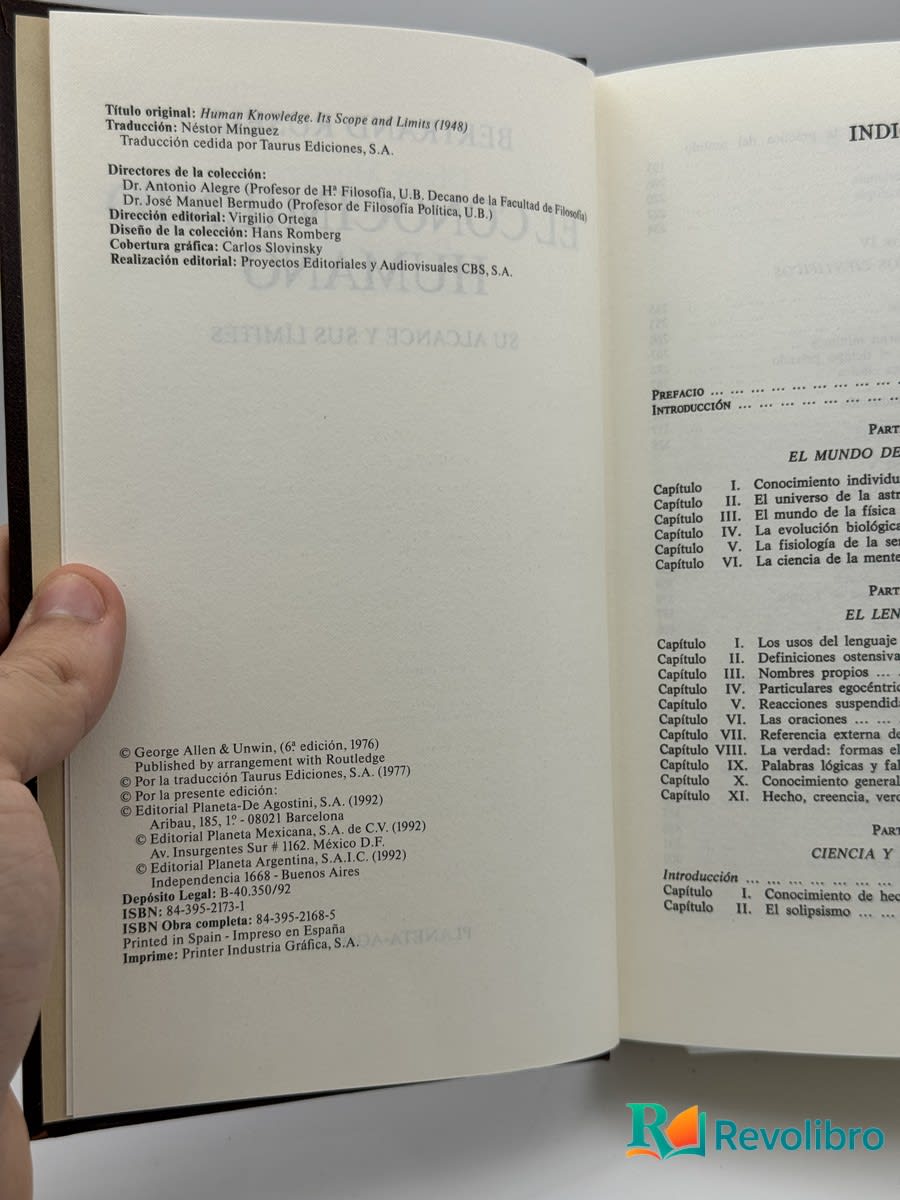 Título original: Human Knowledge. Its Scope and Limits (1948)
Traducción: Néstor Mínguez
Traducción cedida por Taurus Ediciones, S.A.
Directores de la colección:
Dr. Antonio Alegre (Profesor de Hª. Filosofía, U.B. Decano de la Facultad de Filosofía)
Dr. José Manuel Bermudo (Profesor de Filosofía Política, U.B.)
Dirección editorial: Virgilio Ortega
Diseño de la colección: Hans Romberg
Cobertura gráfica: Carlos Slovinsky
Realización editorial: Proyectos Editoriales y Audiovisuales CBS, S.A.
© George Allen & Unwin, (6ª edición, 1976)
Published by arrangement with Routledge
© Por la traducción Taurus Ediciones, S.A. (1977)
© Por la presente edición:
© Editorial Planeta-De Agostini, S.A. (1992)
Aribau, 185, 1.º - 08021 Barcelona
© Editorial Planeta Mexicana, S.A. de C.V. (1992)
Av. Insurgentes Sur # 1162. México D.F.
© Editorial Planeta Argentina, S.A.I.C. (1992)
Independencia 1668 - Buenos Aires
Depósito Legal: B-40.350/92
ISBN: 84-395-2173-1
ISBN Obra completa: 84-395-2168-5
Printed in Spain - Impreso en España
Imprime: Printer Industria Gráfica, S.A.
INDI
PREFACIO ... ... ... ... ... ... ... ... ...
INTRODUCCIÓN ... ... ... ... ... ... ... ...
PART
EL MUNDO DE
Capítulo I. Conocimiento individu
Capítulo II. El universo de la astr
Capítulo III. El mundo de la física
Capítulo IV. La evolución biológica
Capítulo V. La fisiología de la se
Capítulo VI. La ciencia de la mente
PART
EL LEN
Capítulo I. Los usos del lenguaje
Capítulo II. Definiciones ostensiva
Capítulo III. Nombres propios ... .
Capítulo IV. Particulares egocéntric
Capítulo V. Reacciones suspendida
Capítulo VI. Las oraciones ... ...
Capítulo VII. Referencia externa de
Capítulo VIII. La verdad: formas el
Capítulo IX. Palabras lógicas y fal
Capítulo X. Conocimiento general
Capítulo XI. Hecho, creencia, verd
PART
CIENCIA Y
Introducción ... ... ... ... ... ... ...
Capítulo I. Conocimiento de hec
Capítulo II. El solipsismo ... ...
Revolibro